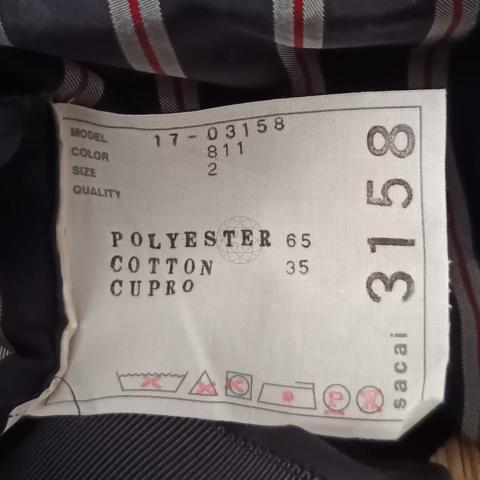 MODEL 17-03158
COLOR 811
SIZE 2
QUALITY
POLYESTER 65
COTTON 35
CUPRO
P
sacai 3158